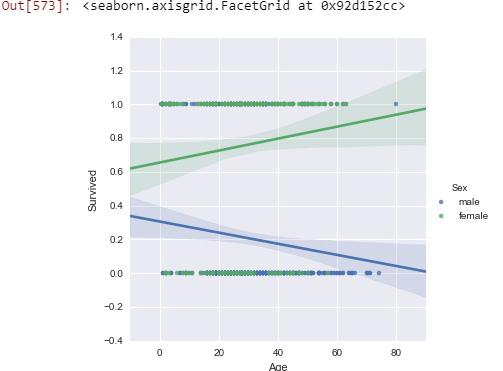 Out[573]: <seaborn.axisgrid.FacetGrid at 0x92d152cc>
1.4
1.2
1.0
0.8
0.6
0.4
0.2
0.0
−0.2
−0.4
Survived
0
20
40
60
80
Age
Sex
male
female